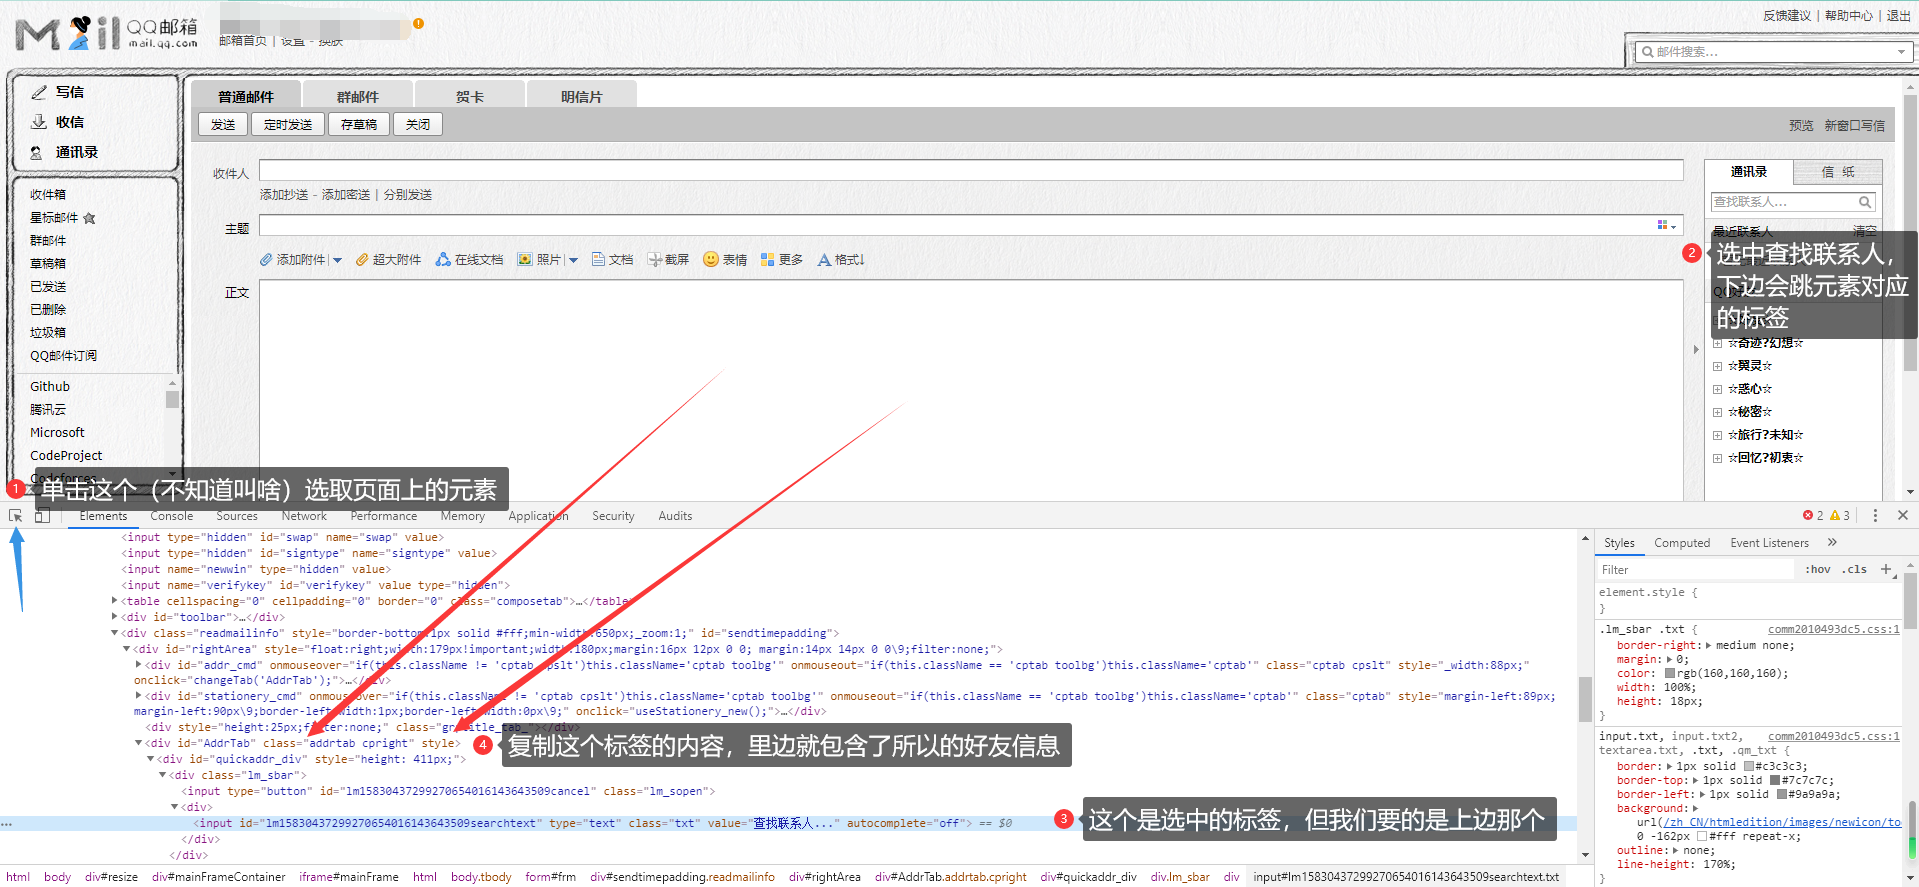 反馈建议 | 帮助中心 | 退出
Mail QQ邮箱
mail.qq.com
邮箱首页 | 设置 - 换肤
邮件搜索...
写信
收信
通讯录
普通邮件 群邮件 贺卡 明信片
发送 定时发送 存草稿 关闭
预览 新窗口写信
收件箱
星标邮件
群邮件
草稿箱
已发送
已删除
垃圾箱
QQ邮件订阅
Github
腾讯云
Microsoft
CodeProject
Codeforces
收件人
添加抄送 - 添加密送 | 分别发送
主题
添加附件 | 超大附件 在线文档 照片 | 文档 截屏 表情 更多 格式↓
正文
通讯录 信 纸
查找联系人...
最近联系人 清空
2 选中查找联系人，
下边会跳元素对应
的标签
☆奇迹?幻想☆
☆翼灵☆
☆惑心☆
☆秘密☆
☆旅行?未知☆
☆回忆?初衷☆
1 单击这个（不知道叫啥）选取页面上的元素
Elements Console Sources Network Performance Memory Application Security Audits
2 3
<input type="hidden" id="swap" name="swap" value>
<input type="hidden" id="signtype" name="signtype" value>
<input name="newwin" type="hidden" value>
<input name="verifykey" id="verifykey" value type="hidden">
<table cellspacing="0" cellpadding="0" border="0" class="composetab">…</table>
<div id="toolbar">…</div>
<div class="readmailinfo" style="border-bottom:1px solid #fff;min-width:650px;_zoom:1;" id="sendtimepadding">
<div id="rightArea" style="float:right;width:179px!important;width:180px;margin:16px 12px 0 0; margin:14px 14px 0 0\9;filter:none;">
<div id="addr_cmd" onmouseover="if(this.className != 'cptab cpslt')this.className='cptab toolbg'" onmouseout="if(this.className == 'cptab toolbg')this.className='cptab'" class="cptab cpslt" style="_width:88px;"
onclick="changeTab('AddrTab');">…</div>
<div id="stationery_cmd" onmouseover="if(this.className != 'cptab cpslt')this.className='cptab toolbg'" onmouseout="if(this.className == 'cptab toolbg')this.className='cptab'" class="cptab" style="margin-left:89px;
margin-left:90px\9;border-left-width:1px;border-left-width:0px\9;" onclick="useStationery_new();">…</div>
<div style="height:25px;filter:none;" class="grptitle_tab_"></div>
<div id="AddrTab" class="addrtab cpright" style>
4 复制这个标签的内容，里边就包含了所以的好友信息
<div id="quickaddr_div" style="height: 411px;">
<div class="lm_sbar">
<input type="button" id="lm15830437299270654016143643509cancel" class="lm_sopen">
<div>
<input id="lm15830437299270654016143643509searchtext" type="text" class="txt" value="查找联系人..." autocomplete="off"> == $0
3 这个是选中的标签，但我们要的是上边那个
</div>
</div>
html body div#resize div#mainFrameContainer iframe#mainFrame html body.tbody form#frm div#sendtimepadding.readmailinfo div#rightArea div#AddrTab.addrtab.cpright div#quickaddr_div div.lm_sbar div input#lm15830437299270654016143643509searchtext.txt
Styles Computed Event Listeners »
Filter :hov .cls +
element.style {
}
.lm_sbar .txt { comm2010493dc5.css:1
border-right: medium none;
margin: 0;
color: rgb(160,160,160);
width: 100%;
height: 18px;
}
input.txt, input.txt2, comm2010493dc5.css:1
textarea.txt, .txt, .qm_txt {
border: 1px solid #c3c3c3;
border-top: 1px solid #7c7c7c;
border-left: 1px solid #9a9a9a;
background:
url(/zh_CN/htmledition/images/newicon/to
0 -162px #fff repeat-x;
outline: none;
line-height: 170%;
}